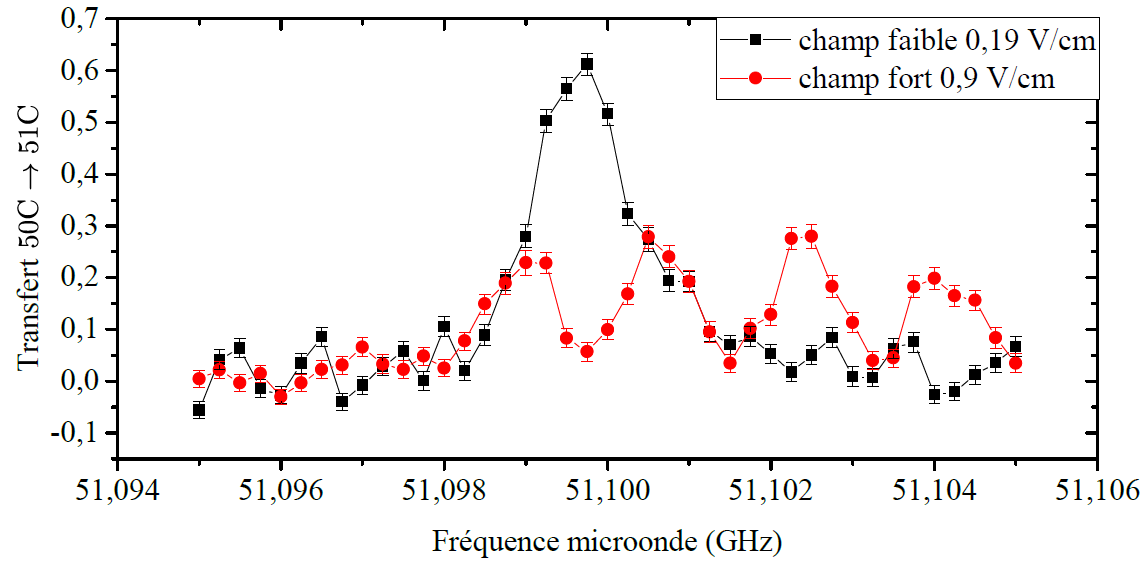 0,7
0,6
0,5
0,4
0,3
0,2
0,1
0,0
-0,1
Transfert 50C → 51C
champ faible 0,19 V/cm
champ fort 0,9 V/cm
51,094 51,096 51,098 51,100 51,102 51,104 51,106
Fréquence microonde (GHz)